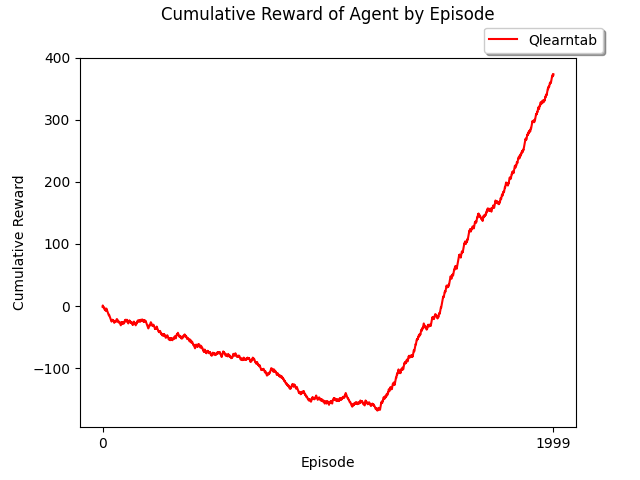 Cumulative Reward of Agent by Episode
Qlearntab
400
300
200
100
0
−100
Cumulative Reward
0
1999
Episode